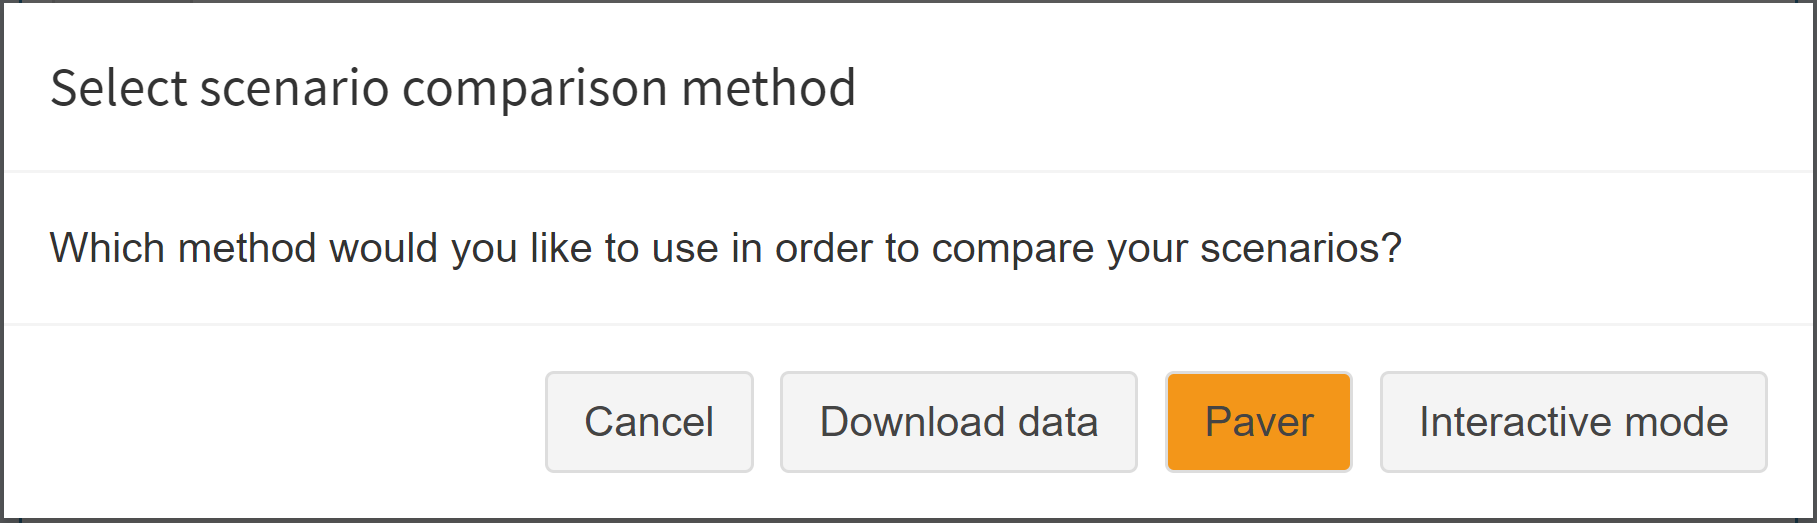 Select scenario comparison method
Which method would you like to use in order to compare your scenarios?
Cancel
Download data
Paver
Interactive mode